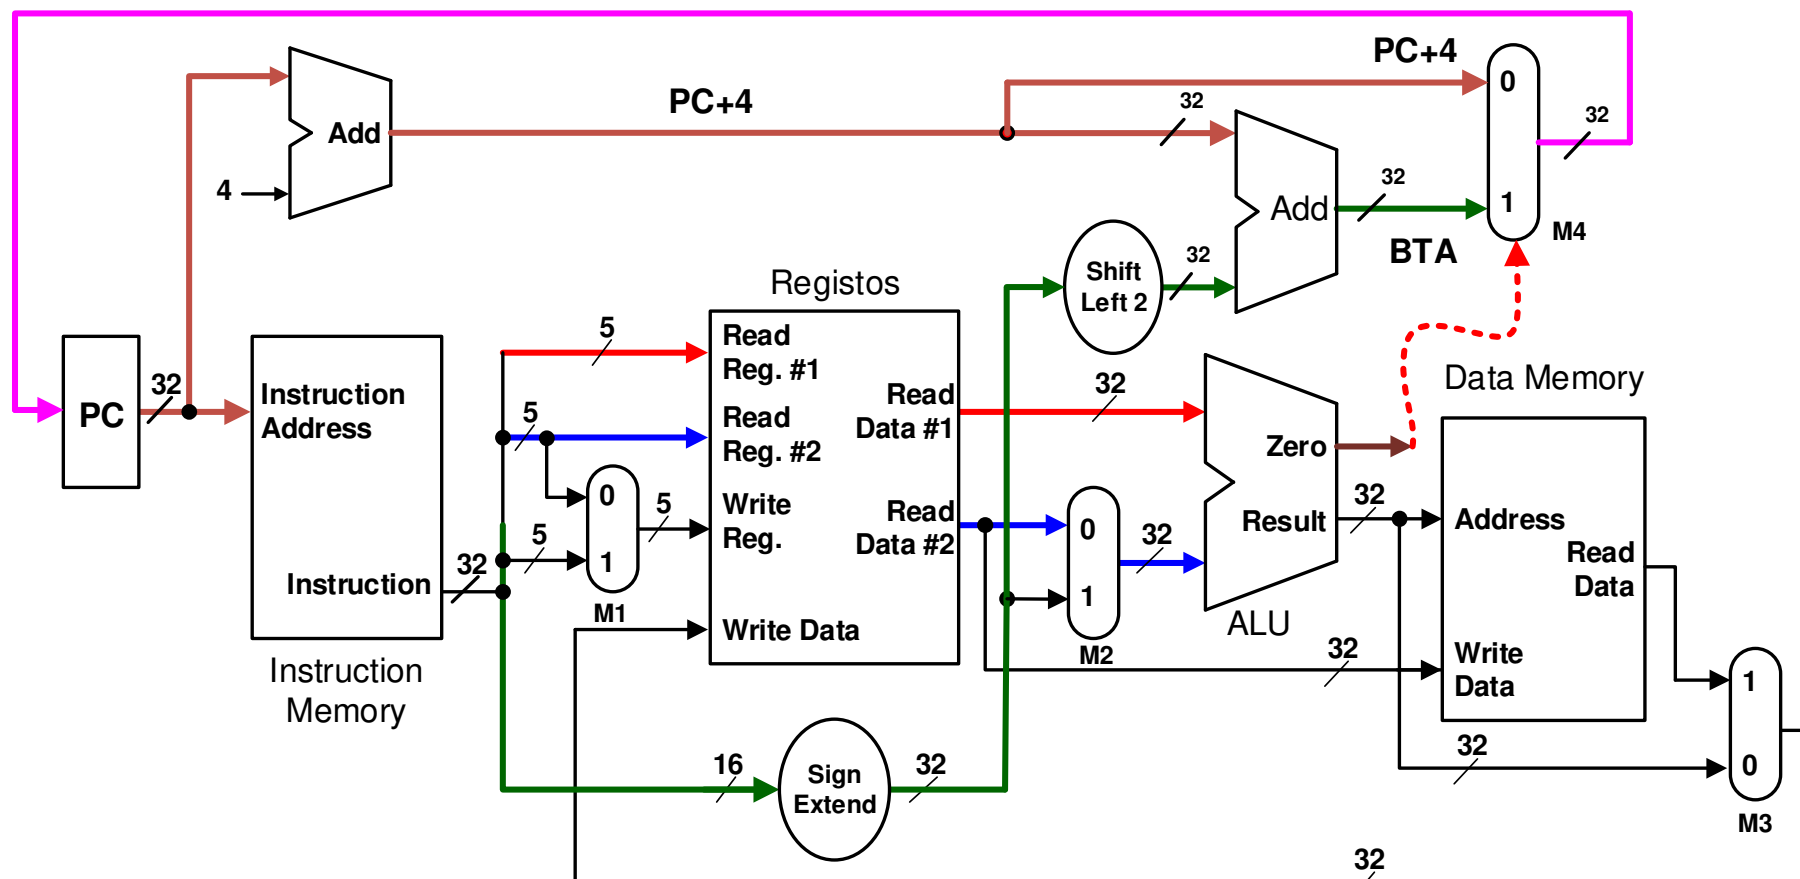 PC+4
PC+4
0
32
32
Add
4
32
Add
1
M4
BTA
32
Shift
Left 2
Registos
5
Read
Reg. #1
32
PC
Instruction
Address
5
Read
Reg. #2
Read
Data #1
32
Data Memory
Zero
0
5
Write
Reg.
Read
Data #2
0
32
32
Result
Address
Read
Data
5
1
32
Instruction
M1
1
ALU
Write Data
M2
32
Write
Data
Instruction
Memory
1
32
0
16
Sign
Extend
32
M3
32